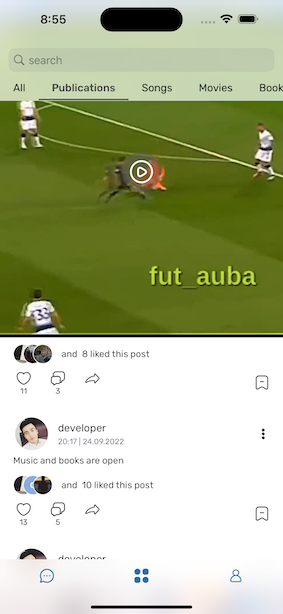 8:55
search
All Publications Songs Movies Book
33
fut_auba
and 8 liked this post
11 3
developer
20:17 | 24.09.2022
Music and books are open
and 10 liked this post
13 5
developer